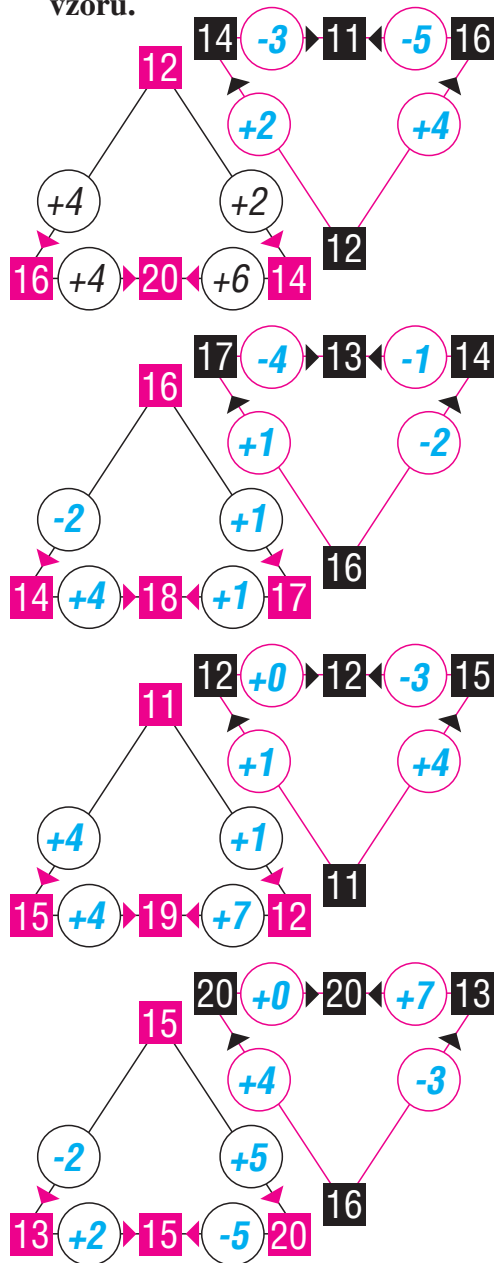 vzoru.
14 -3 11 -5 16
12
+2 +4
+4 +2
12
16 +4 20 +6 14
17 -4 13 -1 14
16
+1 -2
-2 +1
16
14 +4 18 +1 17
12 +0 12 -3 15
11
+1 +4
+4 +1
11
15 +4 19 +7 12
20 +0 20 +7 13
15
+4 -3
-2 +5
16
13 +2 15 -5 20